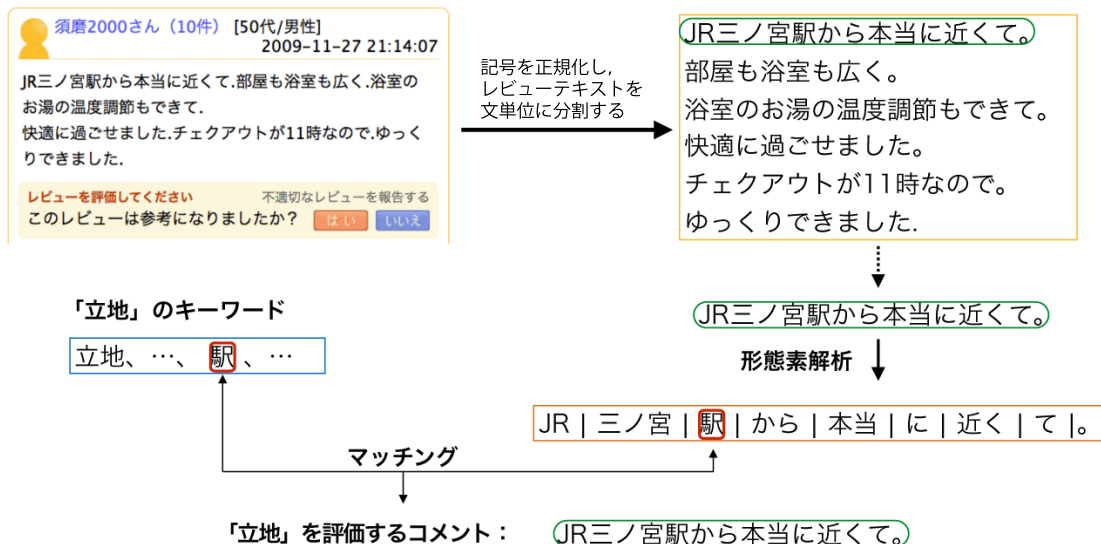 須磨2000さん（10件） [50代/男性]
2009-11-27 21:14:07
JR三ノ宮駅から本当に近くて.部屋も浴室も広く.浴室の
お湯の温度調節もできて.
快適に過ごせました.チェクアウトが11時なので.ゆっく
りできました.
レビューを評価してください 不適切なレビューを報告する
このレビューは参考になりましたか？ はい いいえ
記号を正規化し,
レビューテキストを
文単位に分割する
JR三ノ宮駅から本当に近くて。
部屋も浴室も広く。
浴室のお湯の温度調節もできて。
快適に過ごせました。
チェクアウトが11時なので。
ゆっくりできました.
「立地」のキーワード
立地、…、 駅 、…
JR三ノ宮駅から本当に近くて。
形態素解析
JR | 三ノ宮 | 駅 | から | 本当 | に | 近く | て |。
マッチング
「立地」を評価するコメント： JR三ノ宮駅から本当に近くて。